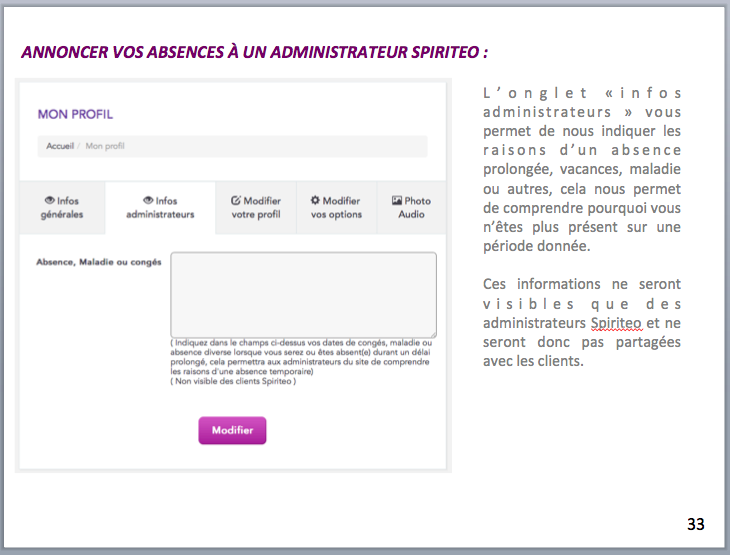 ANNONCER VOS ABSENCES À UN ADMINISTRATEUR SPIRITEO :
MON PROFIL
Accueil / Mon profil
Infos générales
Infos administrateurs
Modifier votre profil
Modifier vos options
Photo Audio
Absence, Maladie ou congés
( Indiquez dans le champs ci-dessus vos dates de congés, maladie ou
absence diverse lorsque vous serez ou êtes absent(e) durant un délai
prolongé, cela permettra aux administrateurs du site de comprendre
les raisons d'une absence temporaire)
( Non visible des clients Spiriteo )
Modifier
L'onglet «infos
administrateurs » vous
permet de nous indiquer les
raisons d'un absence
prolongée, vacances, maladie
ou autres, cela nous permet
de comprendre pourquoi vous
n'êtes plus présent sur une
période donnée.
Ces informations ne seront
visibles que des
administrateurs Spiriteo et ne
seront donc pas partagées
avec les clients.
33